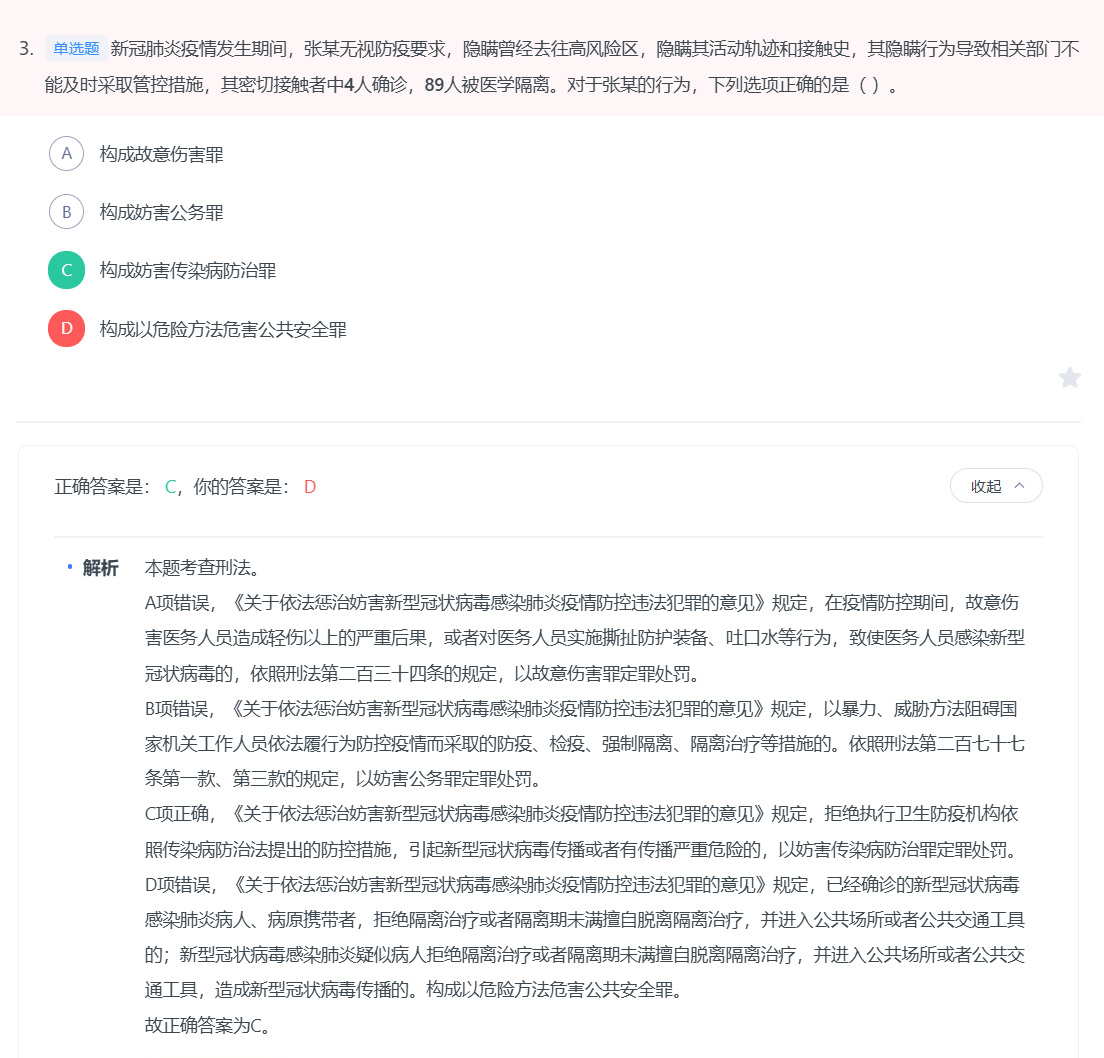 3. 单选题 新冠肺炎疫情发生期间，张某无视防疫要求，隐瞒曾经去往高风险区，隐瞒其活动轨迹和接触史，其隐瞒行为导致相关部门不
能及时采取管控措施，其密切接触者中4人确诊，89人被医学隔离。对于张某的行为，下列选项正确的是（ ）。
A 构成故意伤害罪
B 构成妨害公务罪
C 构成妨害传染病防治罪
D 构成以危险方法危害公共安全罪
正确答案是： C，你的答案是： D 收起
解析 本题考查刑法。
A项错误，《关于依法惩治妨害新型冠状病毒感染肺炎疫情防控违法犯罪的意见》规定，在疫情防控期间，故意伤
害医务人员造成轻伤以上的严重后果，或者对医务人员实施撕扯防护装备、吐口水等行为，致使医务人员感染新型
冠状病毒的，依照刑法第二百三十四条的规定，以故意伤害罪定罪处罚。
B项错误，《关于依法惩治妨害新型冠状病毒感染肺炎疫情防控违法犯罪的意见》规定，以暴力、威胁方法阻碍国
家机关工作人员依法履行为防控疫情而采取的防疫、检疫、强制隔离、隔离治疗等措施的。依照刑法第二百七十七
条第一款、第三款的规定，以妨害公务罪定罪处罚。
C项正确，《关于依法惩治妨害新型冠状病毒感染肺炎疫情防控违法犯罪的意见》规定，拒绝执行卫生防疫机构依
照传染病防治法提出的防控措施，引起新型冠状病毒传播或者有传播严重危险的，以妨害传染病防治罪定罪处罚。
D项错误，《关于依法惩治妨害新型冠状病毒感染肺炎疫情防控违法犯罪的意见》规定，已经确诊的新型冠状病毒
感染肺炎病人、病原携带者，拒绝隔离治疗或者隔离期未满擅自脱离隔离治疗，并进入公共场所或者公共交通工具
的；新型冠状病毒感染肺炎疑似病人拒绝隔离治疗或者隔离期未满擅自脱离隔离治疗，并进入公共场所或者公共交
通工具，造成新型冠状病毒传播的。构成以危险方法危害公共安全罪。
故正确答案为C。